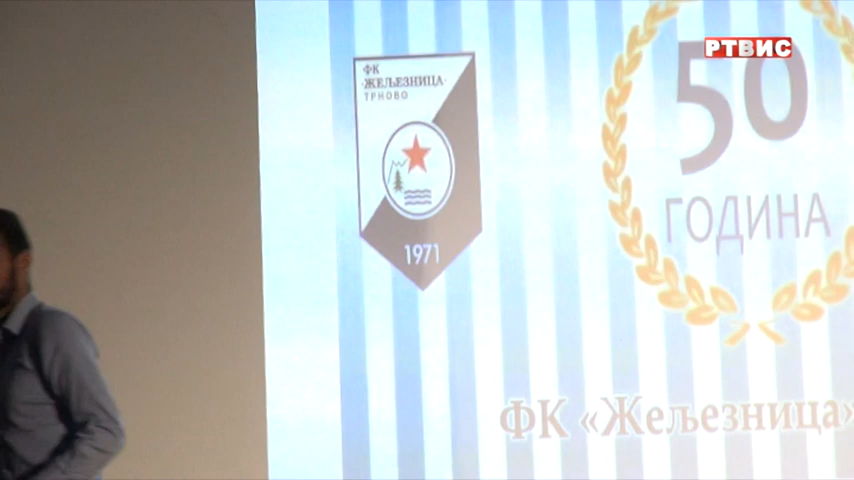 РТВИС
ФК
·ЖЕЉЕЗНИЦА·
ТРНОВО
1971
50
ГОДИНА
ФК «Жељезница»